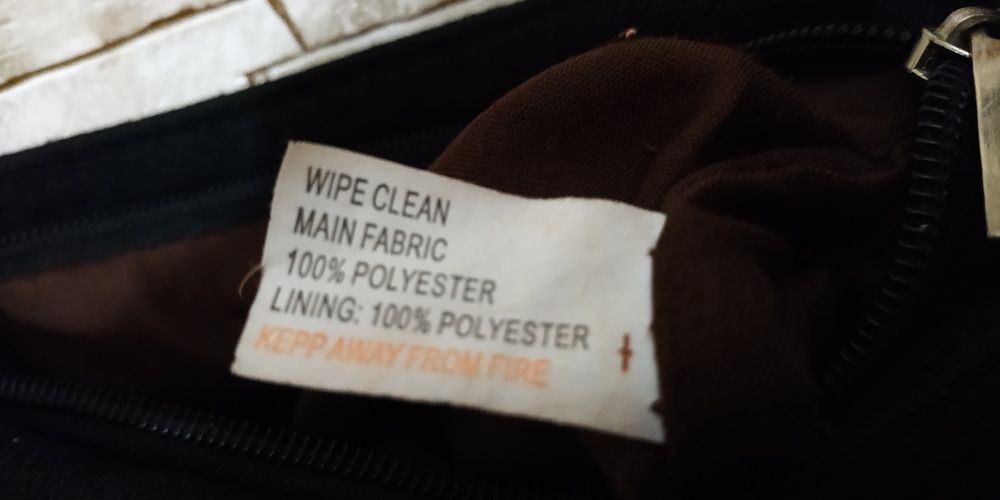 WIPE CLEAN
MAIN FABRIC
100% POLYESTER
LINING: 100% POLYESTER
KEPP AWAY FROM FIRE